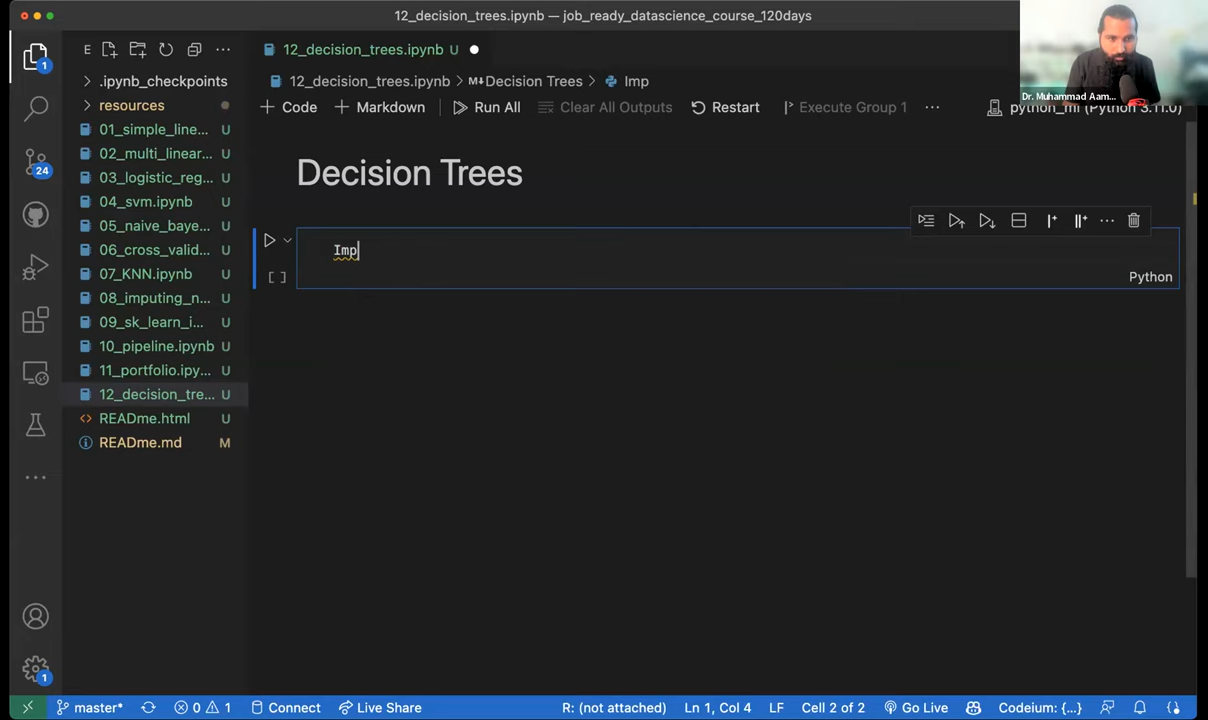 12_decision_trees.ipynb — job_ready_datascience_course_120days
1
E
12_decision_trees.ipynb U
.ipynb_checkpoints
12_decision_trees.ipynb > M↓Decision Trees > Imp
Dr. Muhammad Aam...
resources
+ Code + Markdown Run All Clear All Outputs Restart Execute Group 1 ... python_ml (Python 3.11.0)
01_simple_line... U
02_multi_linear... U
24
Decision Trees
03_logistic_reg... U
04_svm.ipynb U
05_naive_baye... U
06_cross_valid... U
Imp
07_KNN.ipynb U
[ ]
Python
08_imputing_n... U
09_sk_learn_i... U
10_pipeline.ipynb U
11_portfolio.ipy... U
12_decision_tre... U
READme.html U
READme.md M
1
master* 0 1 Connect Live Share R: (not attached) Ln 1, Col 4 LF Cell 2 of 2 Go Live Codeium: {...}